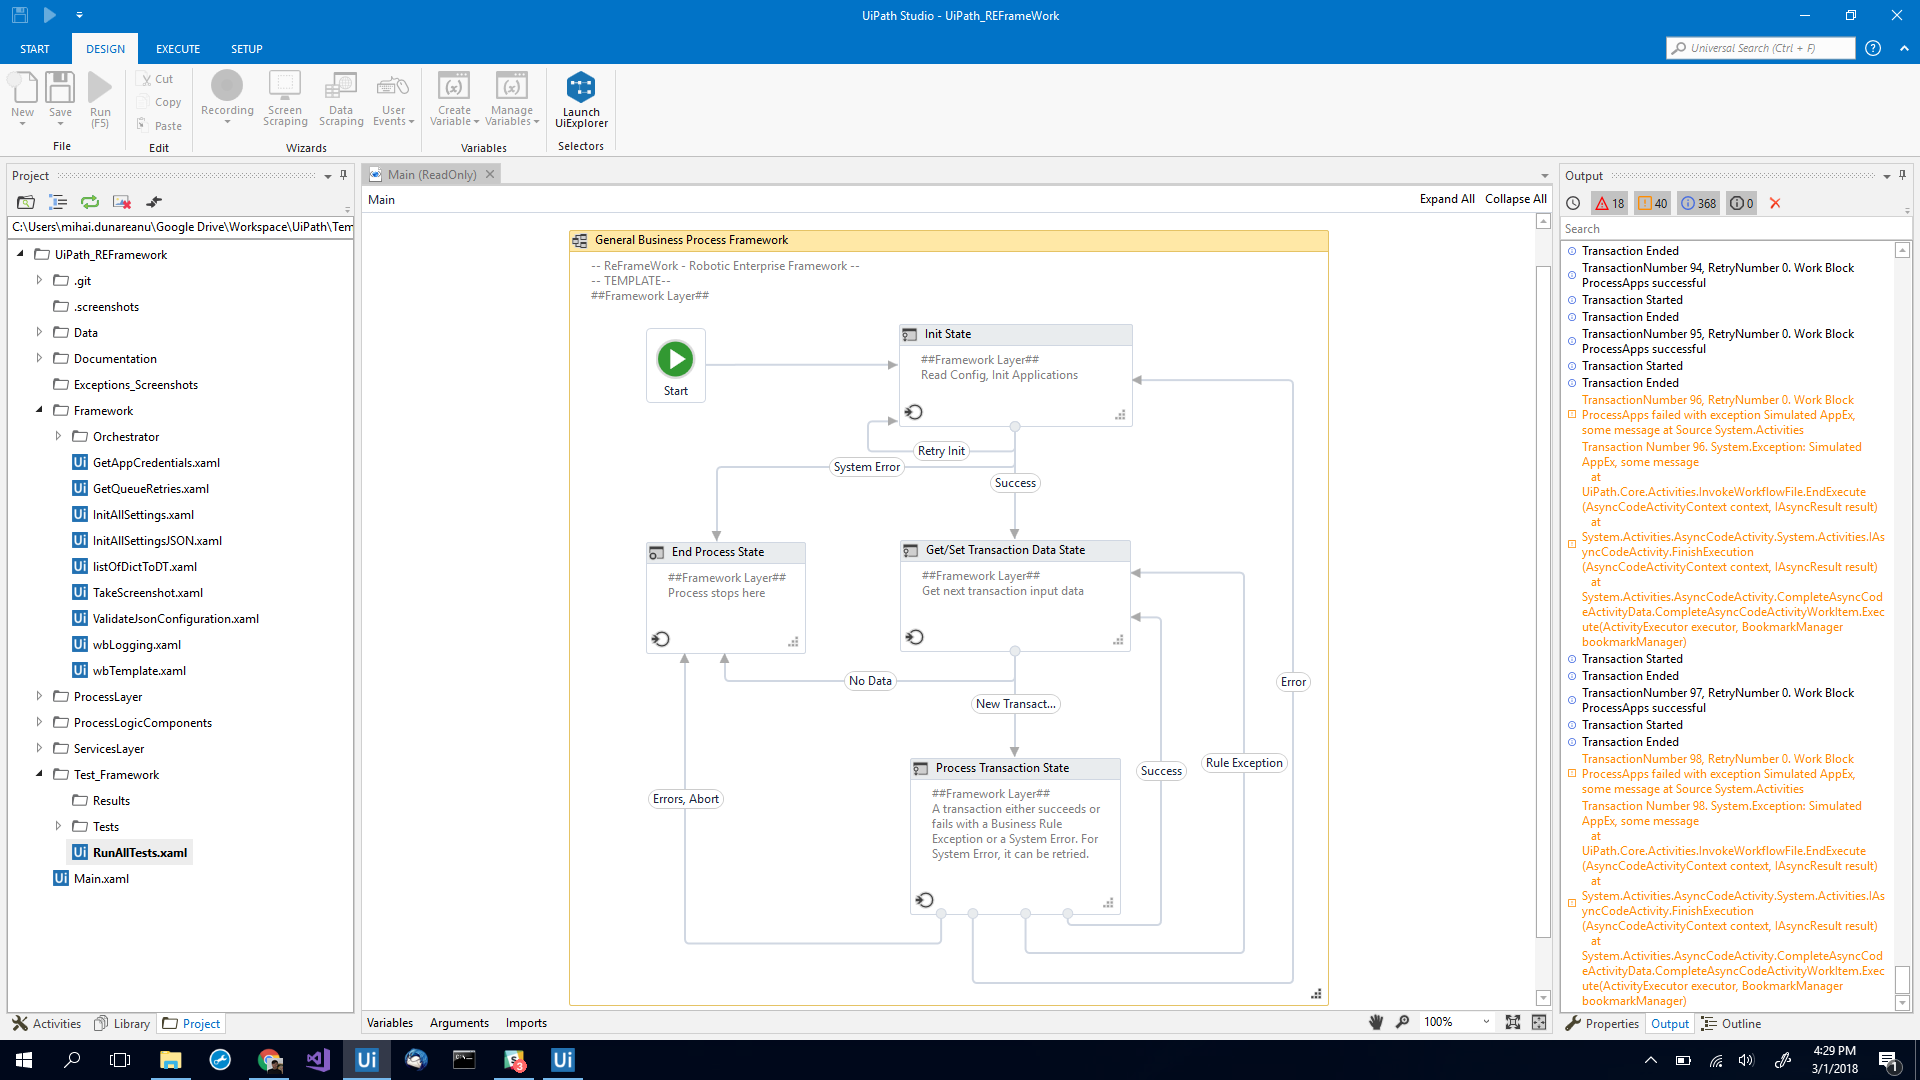 UiPath Studio - UiPath_REFrameWork
START
DESIGN
EXECUTE
SETUP
Universal Search (Ctrl + F)
New
Save
Run
(F5)
File
Cut
Copy
Paste
Edit
Recording
Screen
Scraping
Data
Scraping
User
Events
Wizards
Create
Variable
Manage
Variables
Variables
Launch
UiExplorer
Selectors
Project
C:\Users\mihai.dunareanu\Google Drive\Workspace\UiPath\Tem
UiPath_REFramework
.git
.screenshots
Data
Documentation
Exceptions_Screenshots
Framework
Orchestrator
GetAppCredentials.xaml
GetQueueRetries.xaml
InitAllSettings.xaml
InitAllSettingsJSON.xaml
listOfDictToDT.xaml
TakeScreenshot.xaml
ValidateJsonConfiguration.xaml
wbLogging.xaml
wbTemplate.xaml
ProcessLayer
ProcessLogicComponents
ServicesLayer
Test_Framework
Results
Tests
RunAllTests.xaml
Main.xaml
Activities
Library
Project
Main (ReadOnly)
Main
Expand All
Collapse All
General Business Process Framework
-- ReFrameWork - Robotic Enterprise Framework --
-- TEMPLATE--
##Framework Layer##
Start
Init State
##Framework Layer##
Read Config, Init Applications
Retry Init
System Error
Success
End Process State
##Framework Layer##
Process stops here
Get/Set Transaction Data State
##Framework Layer##
Get next transaction input data
No Data
New Transact...
Error
Rule Exception
Success
Errors, Abort
Process Transaction State
##Framework Layer##
A transaction either succeeds or
fails with a Business Rule
Exception or a System Error. For
System Error, it can be retried.
Variables
Arguments
Imports
100%
Output
18
40
368
0
Search
Transaction Ended
TransactionNumber 94, RetryNumber 0. Work Block
ProcessApps successful
Transaction Started
Transaction Ended
TransactionNumber 95, RetryNumber 0. Work Block
ProcessApps successful
Transaction Started
Transaction Ended
TransactionNumber 96, RetryNumber 0. Work Block
ProcessApps failed with exception Simulated AppEx,
some message at Source System.Activities
Transaction Number 96. System.Exception: Simulated
AppEx, some message
at
UiPath.Core.Activities.InvokeWorkflowFile.EndExecute
(AsyncCodeActivityContext context, IAsyncResult result)
at
System.Activities.AsyncCodeActivity.System.Activities.IAs
yncCodeActivity.FinishExecution
(AsyncCodeActivityContext context, IAsyncResult result)
at
System.Activities.AsyncCodeActivity.CompleteAsyncCod
eActivityData.CompleteAsyncCodeActivityWorkItem.Exec
ute(ActivityExecutor executor, BookmarkManager
bookmarkManager)
Transaction Started
Transaction Ended
TransactionNumber 97, RetryNumber 0. Work Block
ProcessApps successful
Transaction Started
Transaction Ended
TransactionNumber 98, RetryNumber 0. Work Block
ProcessApps failed with exception Simulated AppEx,
some message at Source System.Activities
Transaction Number 98. System.Exception: Simulated
AppEx, some message
at
UiPath.Core.Activities.InvokeWorkflowFile.EndExecute
(AsyncCodeActivityContext context, IAsyncResult result)
at
System.Activities.AsyncCodeActivity.System.Activities.IAs
yncCodeActivity.FinishExecution
(AsyncCodeActivityContext context, IAsyncResult result)
at
System.Activities.AsyncCodeActivity.CompleteAsyncCod
eActivityData.CompleteAsyncCodeActivityWorkItem.Exec
ute(ActivityExecutor executor, BookmarkManager
bookmarkManager)
Properties
Output
Outline
Ui
3
Ui
4:29 PM
3/1/2018
1